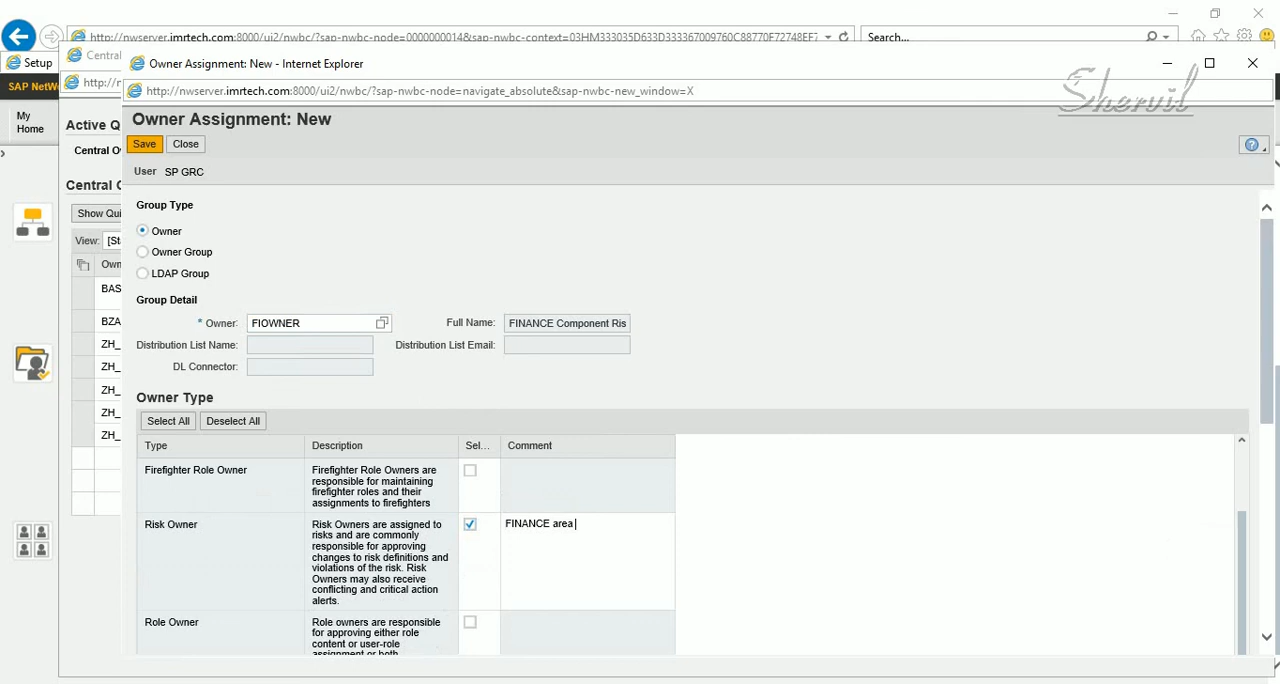 http://nwserver.imrtech.com:8000/ui2/nwbc/?sap-nwbc-node=0000000014&sap-nwbc-context=03HM333035D633D333367009760C88770F72748EF7
Search...
Setup
Central
Owner Assignment: New - Internet Explorer
SAP NetW
http://n
http://nwserver.imrtech.com:8000/ui2/nwbc/?sap-nwbc-node=navigate_absolute&sap-nwbc-new_window=X
Shervil
My
Home
Active Q
Owner Assignment: New
Central O
Save
Close
User SP GRC
Central
Show Qui
Group Type
View: [St
Owner
Owner Group
Own
LDAP Group
BAS
Group Detail
BZA
* Owner: FIOWNER
Full Name: FINANCE Component Ris
ZH_
Distribution List Name:
Distribution List Email:
ZH_
DL Connector:
ZH_
Owner Type
ZH_
Select All
Deselect All
ZH_
Type Description Sel... Comment
Firefighter Role Owner
Firefighter Role Owners are
responsible for maintaining
firefighter roles and their
assignments to firefighters
Risk Owner
Risk Owners are assigned to
risks and are commonly
responsible for approving
changes to risk definitions and
violations of the risk. Risk
Owners may also receive
conflicting and critical action
alerts.
FINANCE area
Role Owner
Role owners are responsible
for approving either role
content or user-role
assignment or both